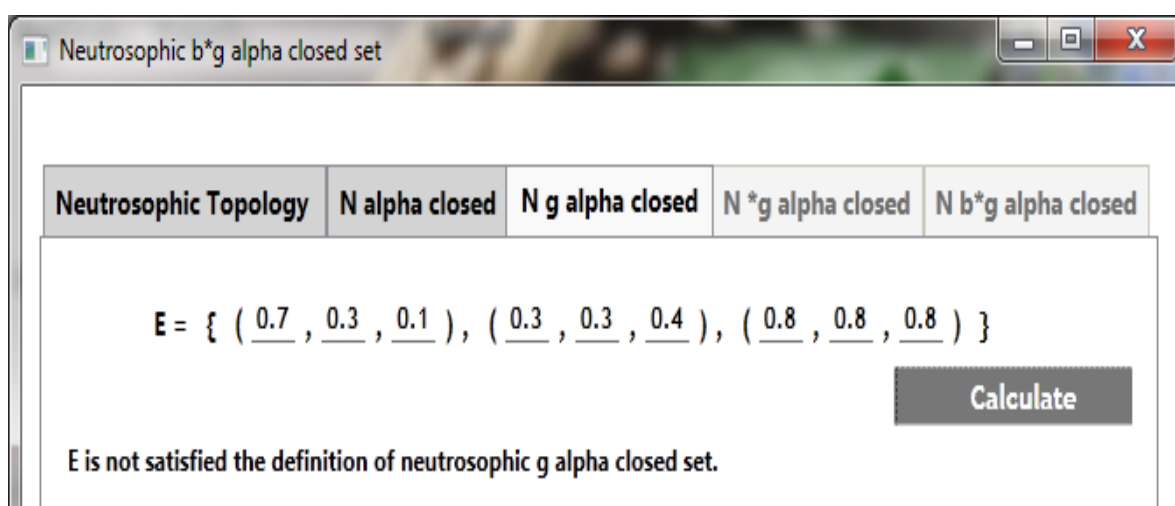 Neutrosophic b*g alpha closed set
Neutrosophic Topology N alpha closed N g alpha closed N *g alpha closed N b*g alpha closed
E = { ( 0.7 , 0.3 , 0.1 ), ( 0.3 , 0.3 , 0.4 ), ( 0.8 , 0.8 , 0.8 ) }
Calculate
E is not satisfied the definition of neutrosophic g alpha closed set.